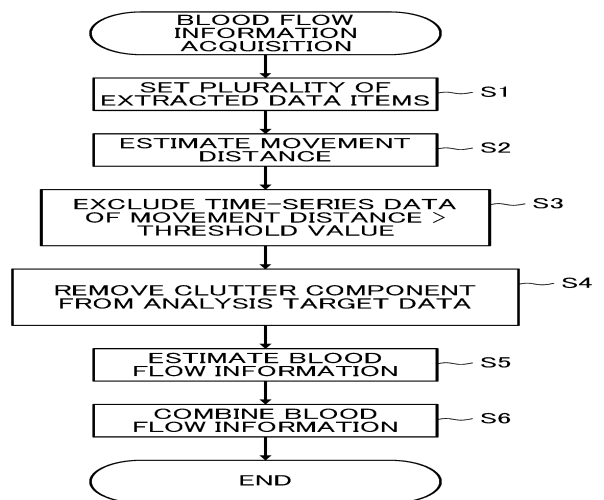 BLOOD FLOW
INFORMATION
ACQUISITION
SET PLURALITY OF
EXTRACTED DATA ITEMS
S1
ESTIMATE MOVEMENT
DISTANCE
S2
EXCLUDE TIME-SERIES DATA
OF MOVEMENT DISTANCE >
THRESHOLD VALUE
S3
REMOVE CLUTTER COMPONENT
FROM ANALYSIS TARGET DATA
S4
ESTIMATE BLOOD
FLOW INFORMATION
S5
COMBINE BLOOD
FLOW INFORMATION
S6
END